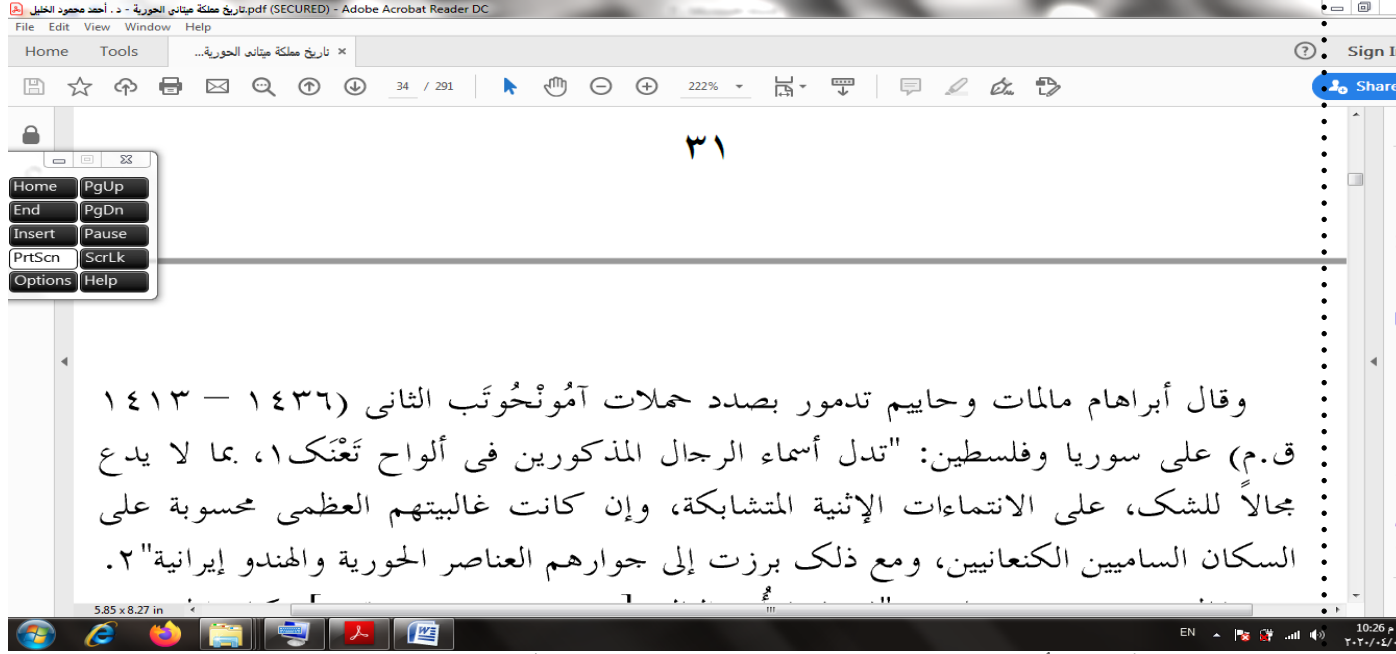 تاريخ مملكة ميتاني الحورية - د . أحمد محمود الخليل.pdf (SECURED) - Adobe Acrobat Reader DC
File Edit View Window Help
Home Tools تاريخ مملكة ميتاني الحورية... × Sign I
34 / 291 222% Share
٣١
Home PgUp
End PgDn
Insert Pause
PrtScn ScrLk
Options Help
وقال أبراهام مالمات وحاييم تدمور بصدد حملات آمُونْحُوتَب الثانى (١٤٣٦ – ١٤١٣
ق.م) على سوريا وفلسطين: "تدل أسماء الرجال المذكورين فى ألواح تَعْنَک١، بما لا يدع
مجالاً للشک، على الانتماءات الإثنية المتشابكة، وإن كانت غالبيتهم العظمى محسوبة على
السكان الساميين الكنعانيين، ومع ذلک برزت إلى جوارهم العناصر الحورية والهندو إيرانية"٢.
5.85 x 8.27 in
EN 10:26 م